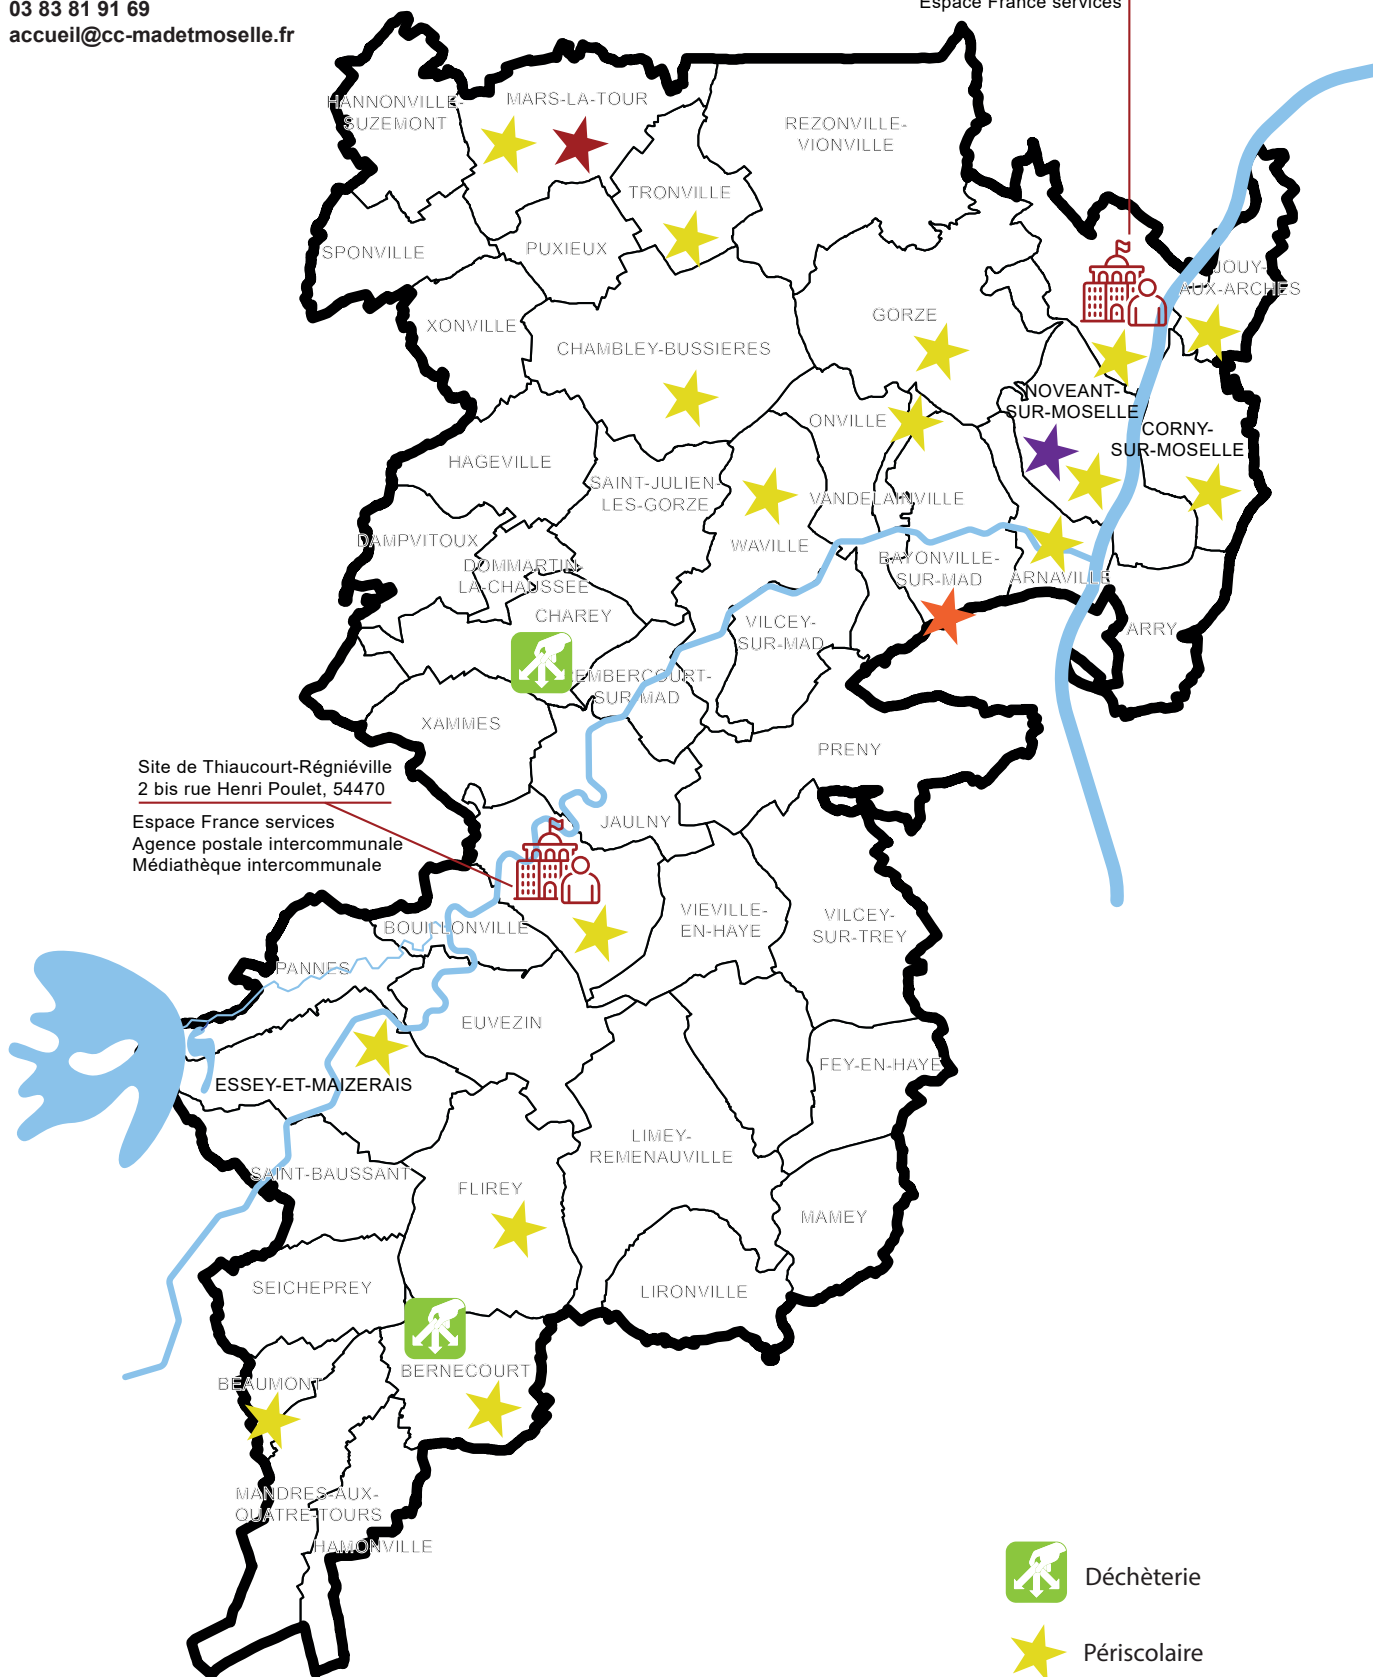 03 83 81 91 69
accueil@cc-madetmoselle.fr
Espace France services
HANNONVILLE-
SUZEMONT
MARS-LA-TOUR
REZONVILLE-
VIONVILLE
TRONVILLE
SPONVILLE
PUXIEUX
JOUY-
AUX-ARCHES
XONVILLE
GORZE
CHAMBLEY-BUSSIERES
NOVEANT-
SUR-MOSELLE
ONVILLE
CORNY-
SUR-MOSELLE
HAGEVILLE
SAINT-JULIEN-
LES-GORZE
VANDELAINVILLE
DAMPVITOUX
WAVILLE
DOMMARTIN-
LA-CHAUSSEE
BAYONVILLE-
SUR-MAD
ARNAVILLE
CHAREY
VILCEY-
SUR-MAD
ARRY
REMBERCOURT-
SUR-MAD
XAMMES
PRENY
Site de Thiaucourt-Régniéville
2 bis rue Henri Poulet, 54470
Espace France services
Agence postale intercommunale
Médiathèque intercommunale
JAULNY
VIEVILLE-
EN-HAYE
VILCEY-
SUR-TREY
BOUILLONVILLE
PANNES
EUVEZIN
FEY-EN-HAYE
ESSEY-ET-MAIZERAIS
LIMEY-
REMENAUVILLE
SAINT-BAUSSANT
FLIREY
MAMEY
SEICHEPREY
LIRONVILLE
BERNECOURT
BEAUMONT
MANDRES-AUX-
QUATRE-TOURS
HAMONVILLE
Déchèterie
Périscolaire